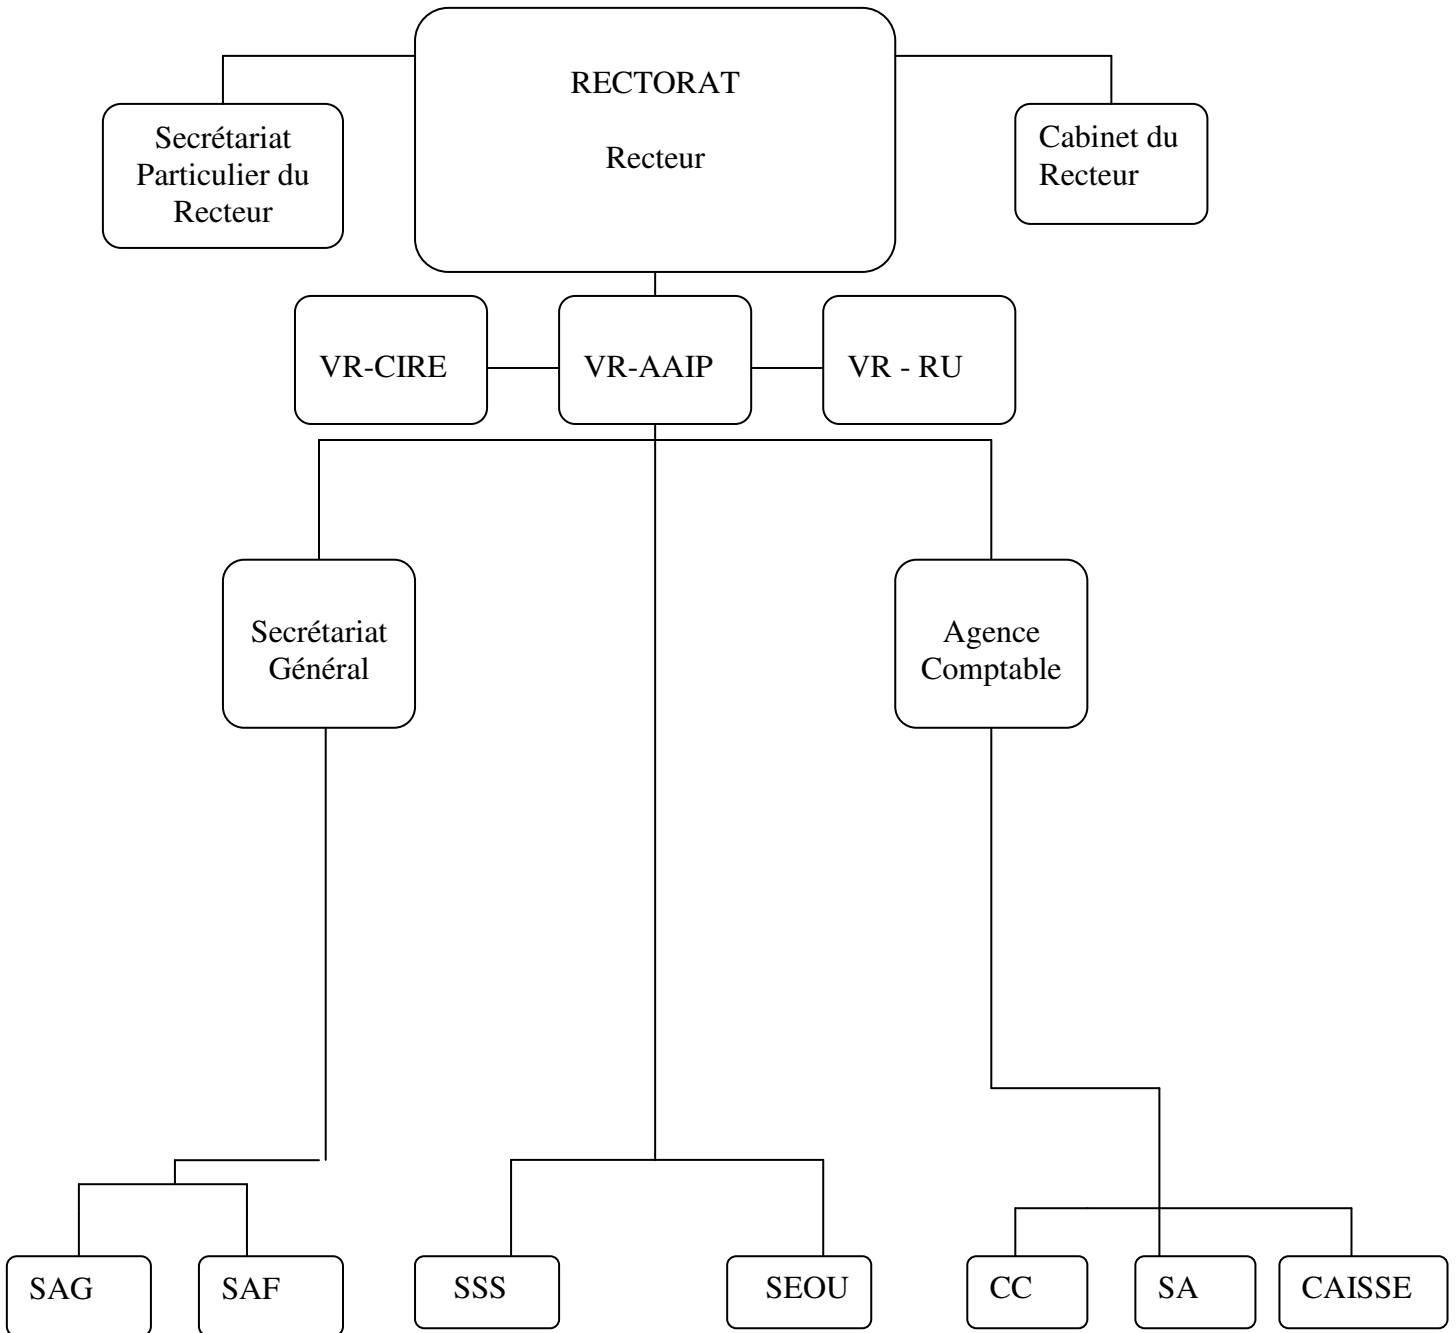 RECTORAT
Recteur
Secrétariat
Particulier du
Recteur
Cabinet du
Recteur
VR-CIRE
VR-AAIP
VR - RU
Secrétariat
Général
Agence
Comptable
SAG
SAF
SSS
SEOU
CC
SA
CAISSE